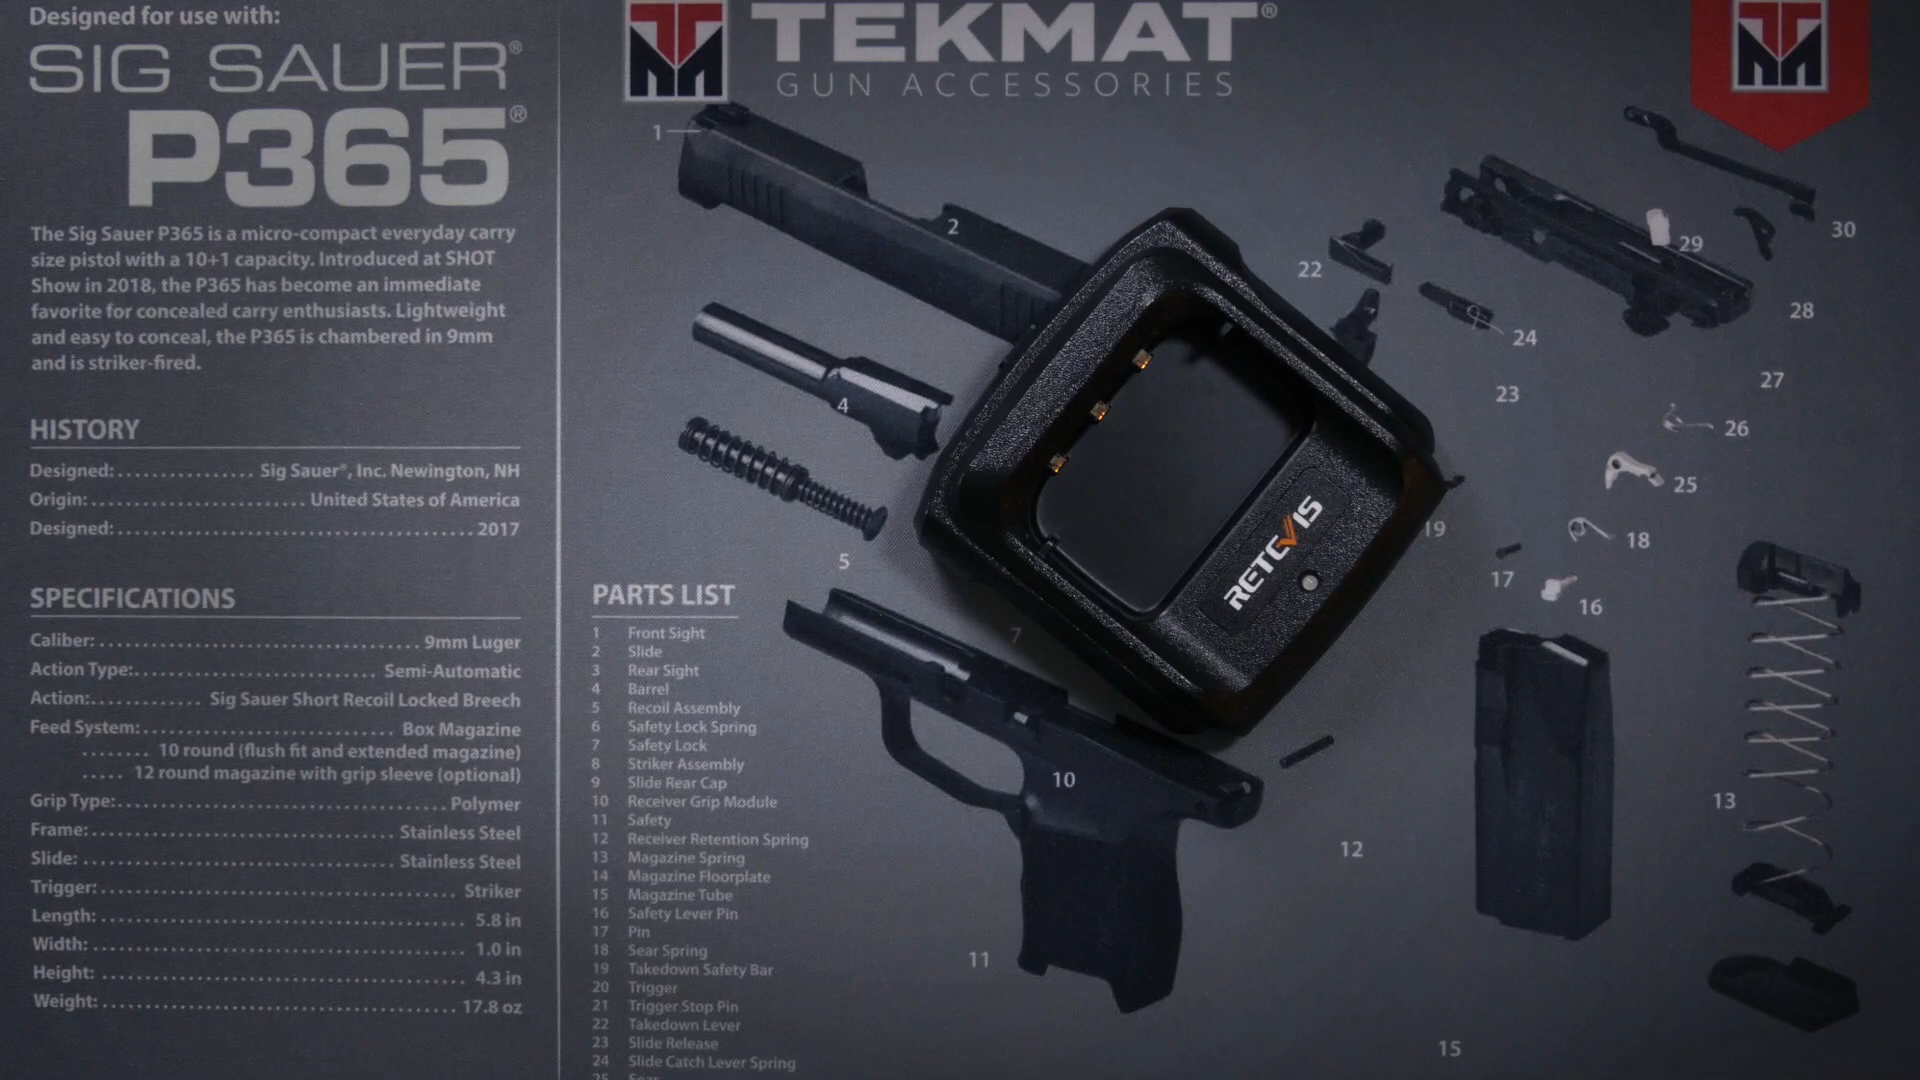 Designed for use with:
SIG SAUER®
P365®
The Sig Sauer P365 is a micro-compact everyday carry
size pistol with a 10+1 capacity. Introduced at SHOT
Show in 2018, the P365 has become an immediate
favorite for concealed carry enthusiasts. Lightweight
and easy to conceal, the P365 is chambered in 9mm
and is striker-fired.
HISTORY
Designed: Sig Sauer®, Inc. Newington, NH
Origin: United States of America
Designed: 2017
SPECIFICATIONS
Caliber: 9mm Luger
Action Type: Semi-Automatic
Action: Sig Sauer Short Recoil Locked Breech
Feed System: Box Magazine
10 round (flush fit and extended magazine)
12 round magazine with grip sleeve (optional)
Grip Type: Polymer
Frame: Stainless Steel
Slide: Stainless Steel
Trigger: Striker
Length: 5.8 in
Width: 1.0 in
Height: 4.3 in
Weight: 17.8 oz
TM
TEKMAT®
GUN ACCESSORIES
TM
1
2
4
5
7
10
11
12
13
15
16
17
18
19
22
23
24
25
26
27
28
29
30
RETEVIS
PARTS LIST
1 Front Sight
2 Slide
3 Rear Sight
4 Barrel
5 Recoil Assembly
6 Safety Lock Spring
7 Safety Lock
8 Striker Assembly
9 Slide Rear Cap
10 Receiver Grip Module
11 Safety
12 Receiver Retention Spring
13 Magazine Spring
14 Magazine Floorplate
15 Magazine Tube
16 Safety Lever Pin
17 Pin
18 Sear Spring
19 Takedown Safety Bar
20 Trigger
21 Trigger Stop Pin
22 Takedown Lever
23 Slide Release
24 Slide Catch Lever Spring
25 Sear